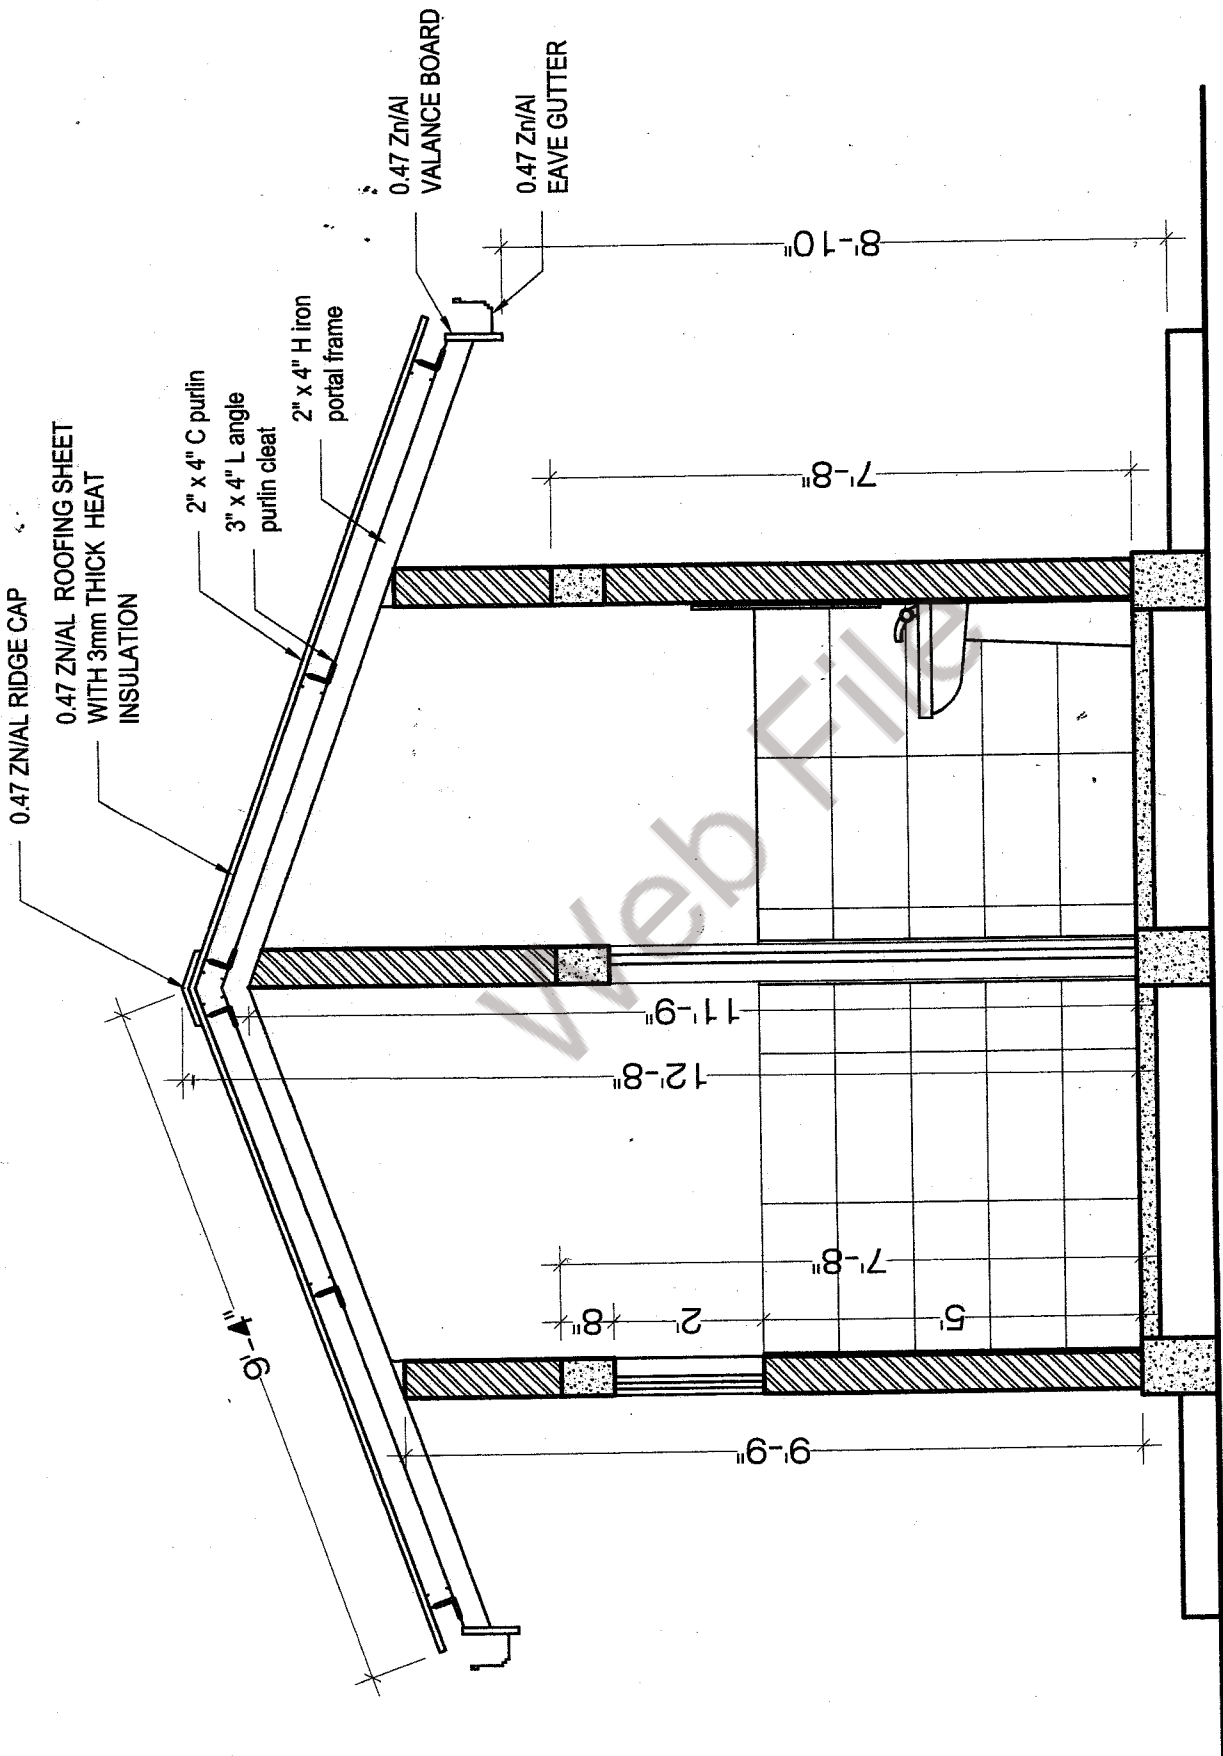 0.47 ZN/AL RIDGE CAP
0.47 ZN/AL ROOFING SHEET
WITH 3mm THICK HEAT
INSULATION
2" x 4" C purlin
3" x 4" L angle
purlin cleat
2" x 4" H iron
portal frame
0.47 Zn/Al
VALANCE BOARD
0.47 Zn/Al
EAVE GUTTER
9'-4"
9'-9"
8"
2'
5'
7'-8"
12'-8"
11'-9"
7'-8"
8'-10"
Web File